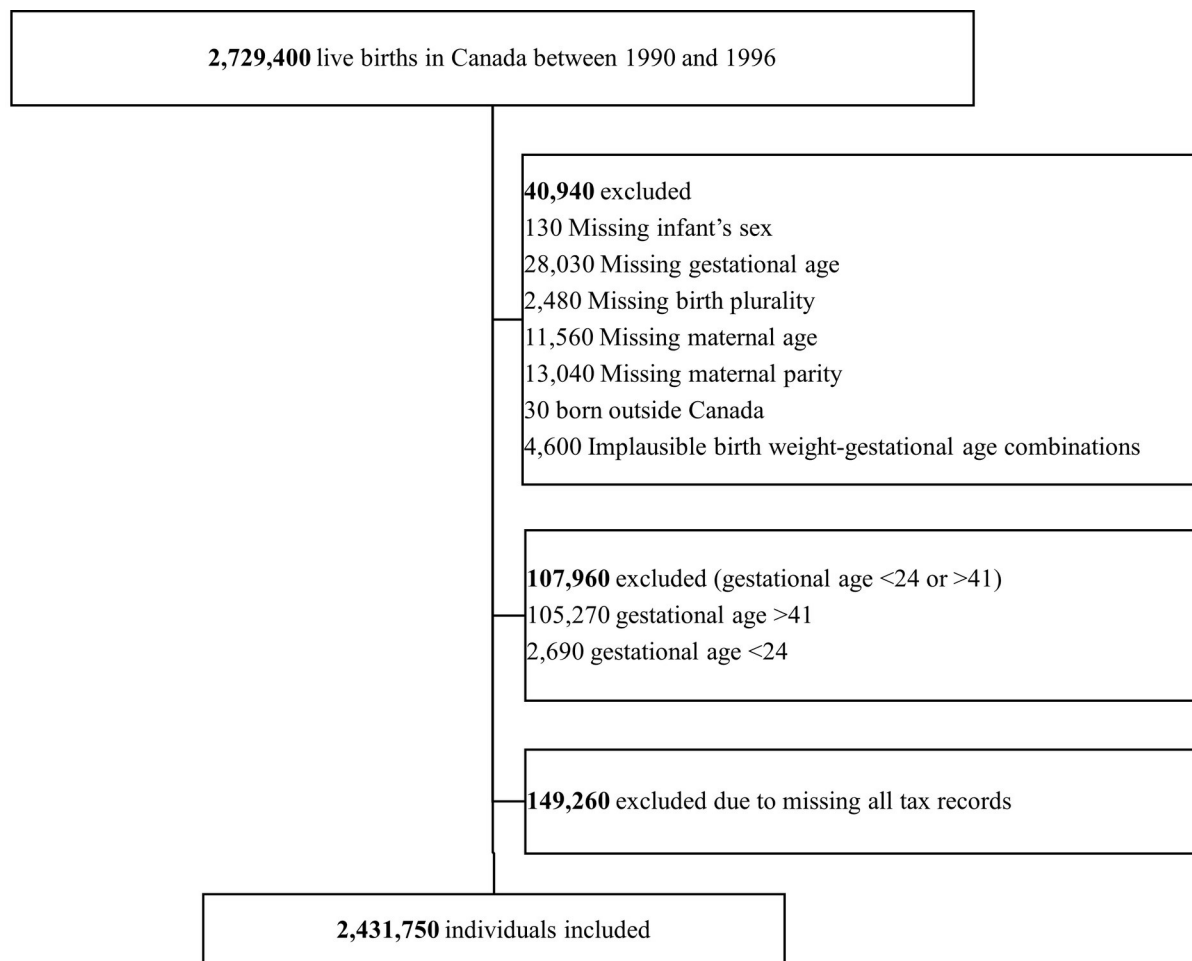 2,729,400 live births in Canada between 1990 and 1996
40,940 excluded
130 Missing infant’s sex
28,030 Missing gestational age
2,480 Missing birth plurality
11,560 Missing maternal age
13,040 Missing maternal parity
30 born outside Canada
4,600 Implausible birth weight-gestational age combinations
107,960 excluded (gestational age <24 or >41)
105,270 gestational age >41
2,690 gestational age <24
149,260 excluded due to missing all tax records
2,431,750 individuals included